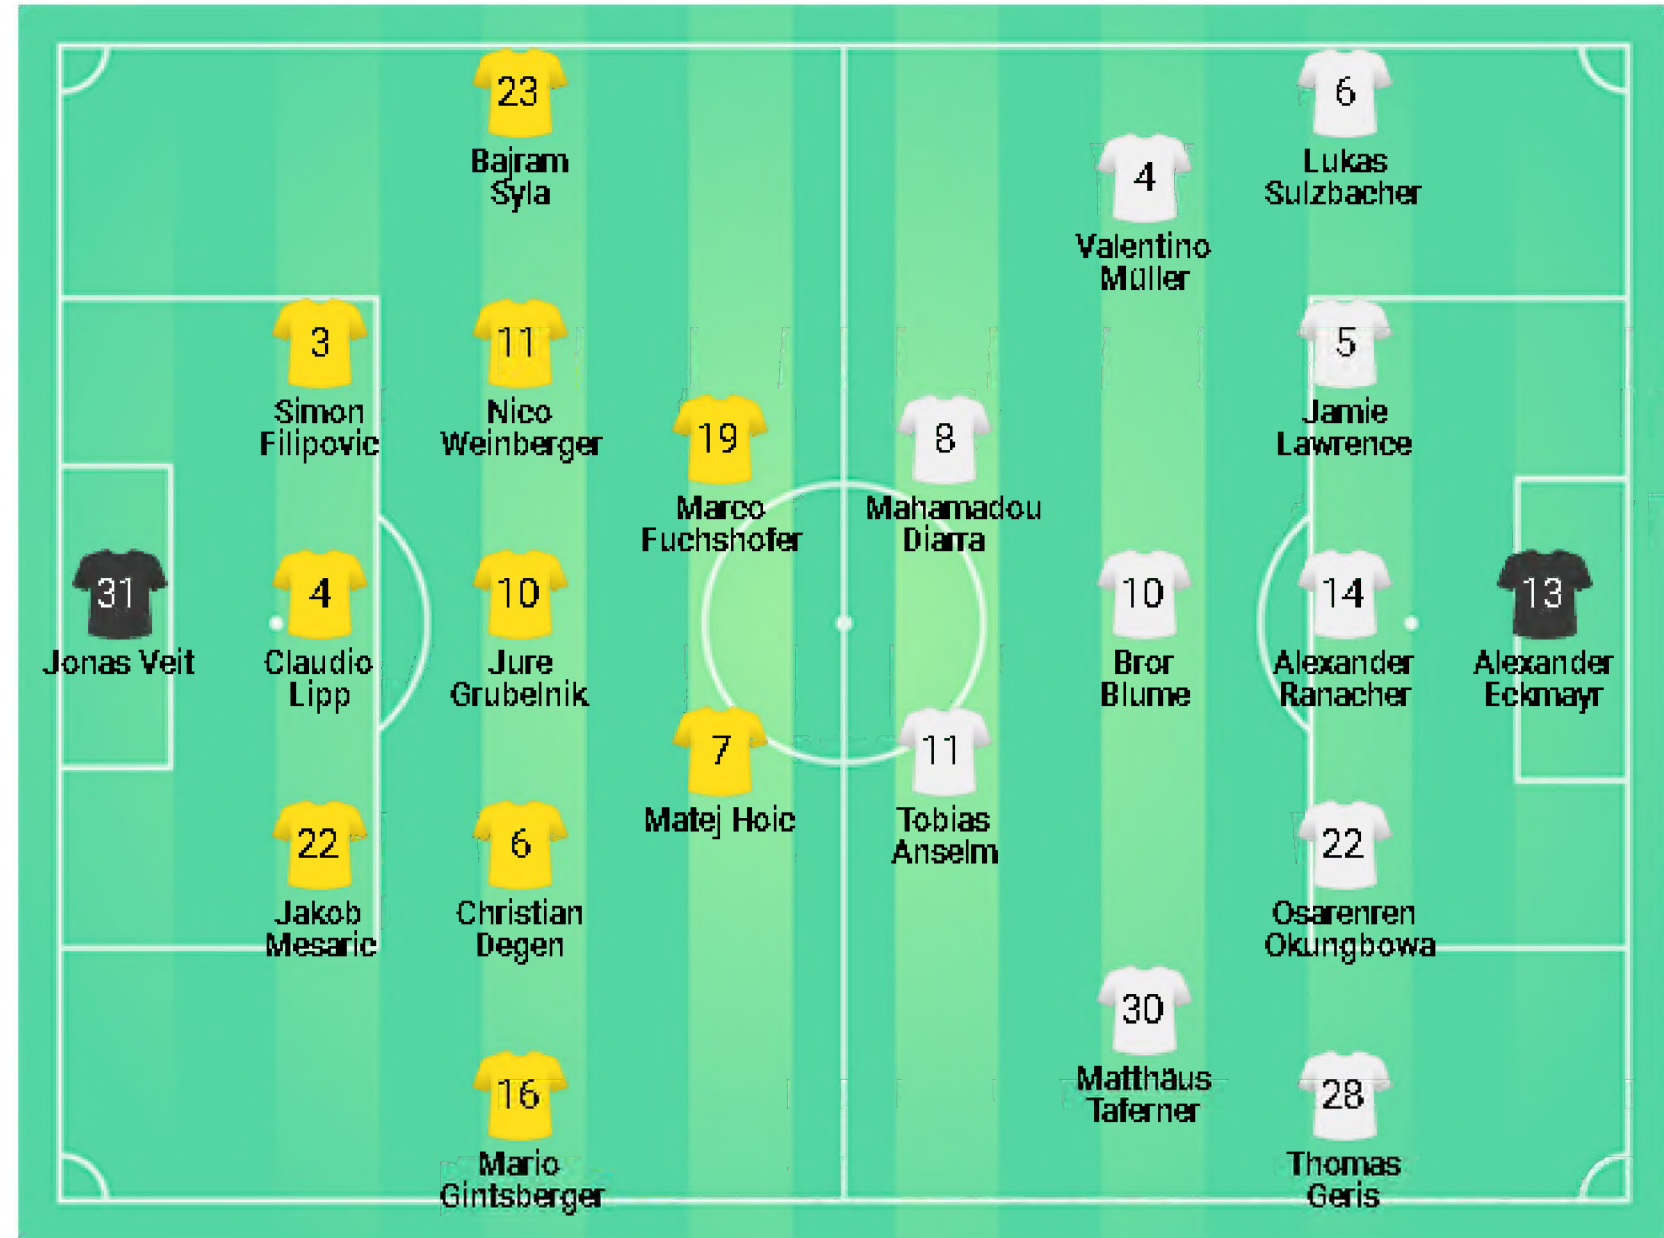 23
Bajram
Syla
3
Simon
Filipovic
11
Nico
Weinberger
19
Marco
Fuchshofer
31
Jonas Veit
4
Claudio
Lipp
10
Jure
Grubelnik
7
Matej Hoic
22
Jakob
Mesaric
6
Christian
Degen
16
Mario
Gintsberger
6
Lukas
Sulzbacher
4
Valentino
Müller
5
Jamie
Lawrence
8
Mahamadou
Diarra
10
Bror
Blume
14
Alexander
Ranacher
13
Alexander
Eckmayr
11
Tobias
Anselm
22
Osarenren
Okungbowa
30
Matthäus
Taferner
28
Thomas
Geris